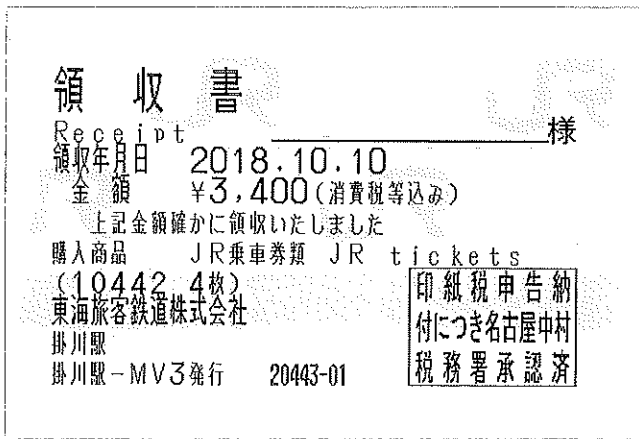 領収書
Receipt 様
領収年月日 2018.10.10
金額 ¥3,400(消費税等込み)
上記金額確かに領収いたしました
購入商品 JR乗車券類 JR tickets
(10442 4枚)
東海旅客鉄道株式会社
掛川駅
掛川駅-MV3発行 20443-01
印紙税申告納
付につき名古屋中村
税務署承認済